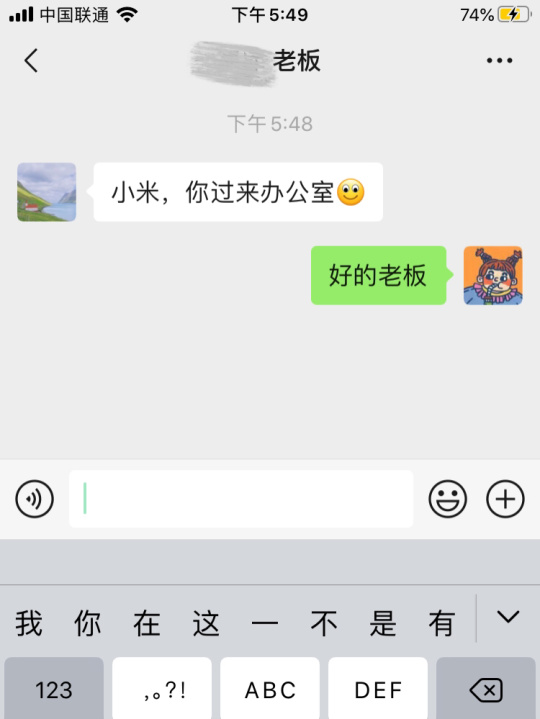 中国联通 下午5:49 74%
老板
下午5:48
小米，你过来办公室
好的老板
我 你 在 这 一 不 是 有
123 ,。?! ABC DEF